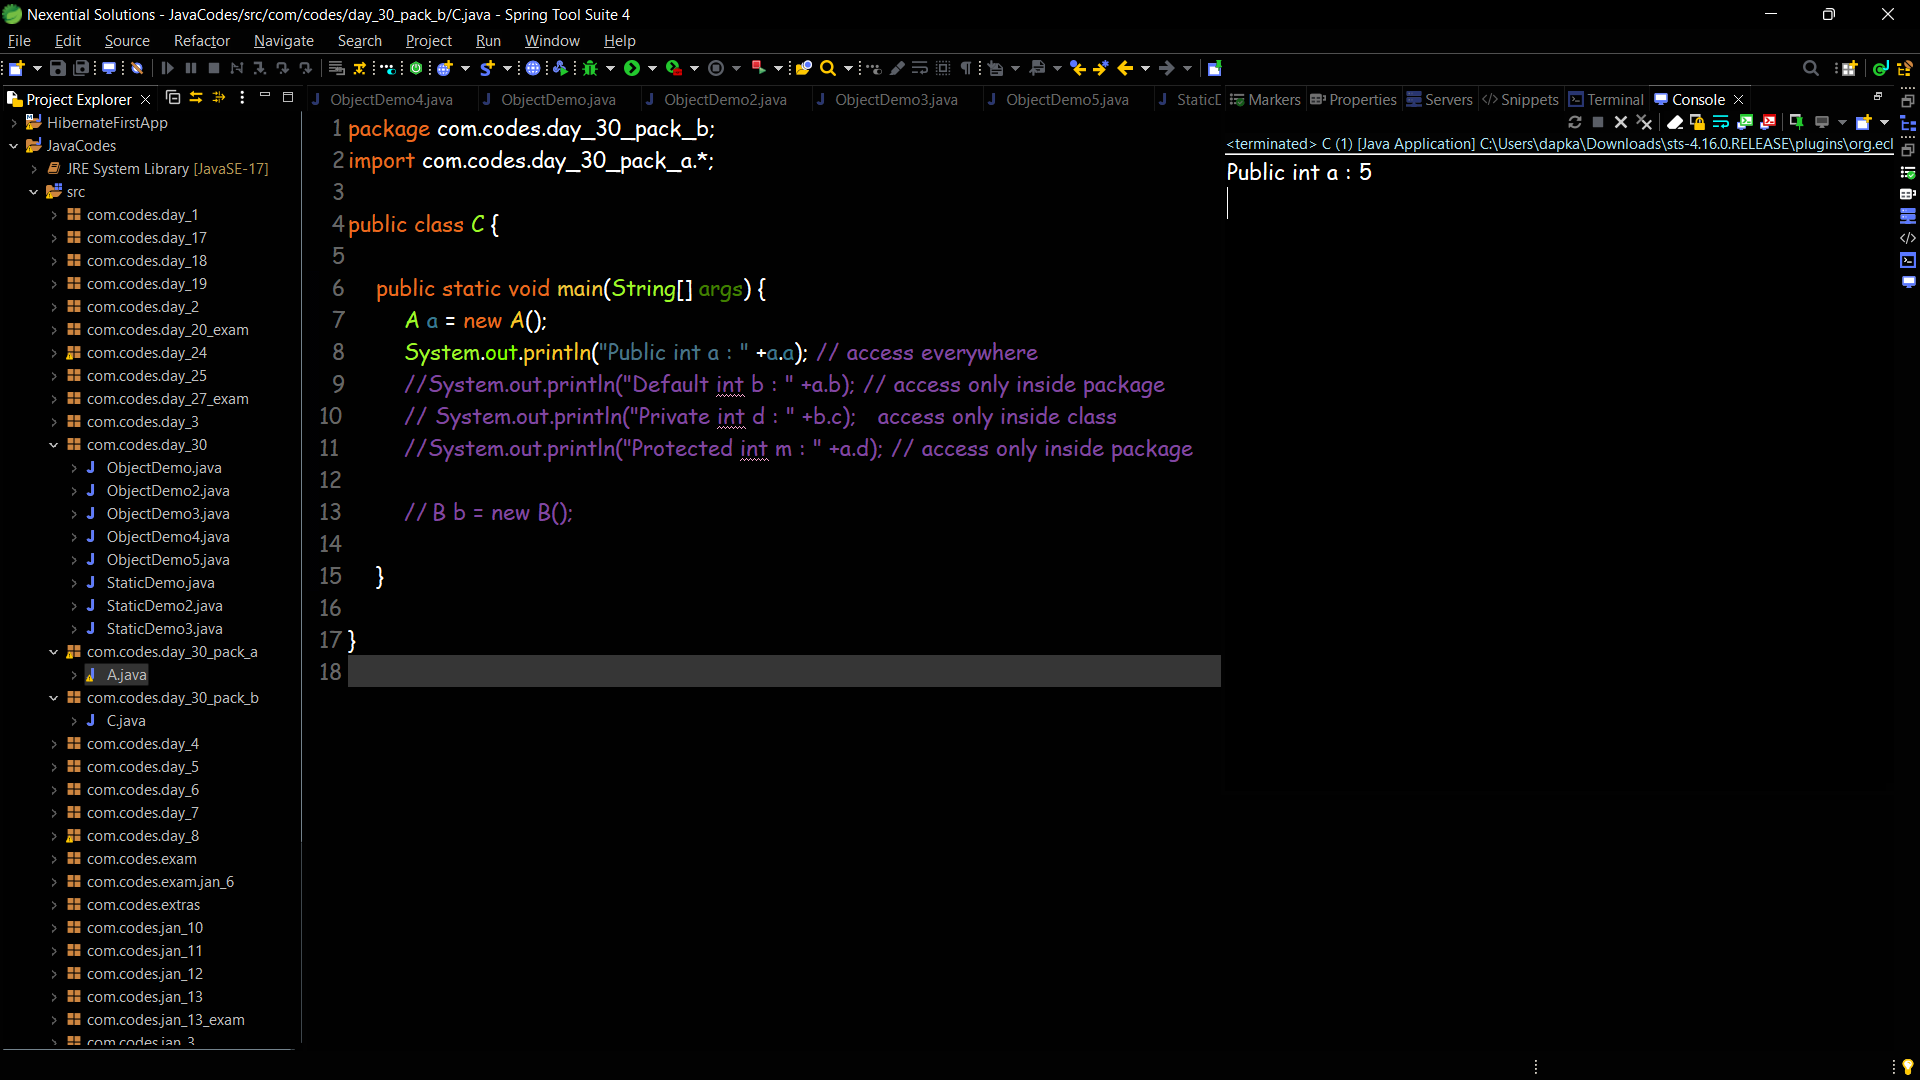 Nexential Solutions - JavaCodes/src/com/codes/day_30_pack_b/C.java - Spring Tool Suite 4
File Edit Source Refactor Navigate Search Project Run Window Help
Project Explorer
HibernateFirstApp
JavaCodes
JRE System Library [JavaSE-17]
src
com.codes.day_1
com.codes.day_17
com.codes.day_18
com.codes.day_19
com.codes.day_2
com.codes.day_20_exam
com.codes.day_24
com.codes.day_25
com.codes.day_27_exam
com.codes.day_3
com.codes.day_30
ObjectDemo.java
ObjectDemo2.java
ObjectDemo3.java
ObjectDemo4.java
ObjectDemo5.java
StaticDemo.java
StaticDemo2.java
StaticDemo3.java
com.codes.day_30_pack_a
A.java
com.codes.day_30_pack_b
C.java
com.codes.day_4
com.codes.day_5
com.codes.day_6
com.codes.day_7
com.codes.day_8
com.codes.exam
com.codes.exam.jan_6
com.codes.extras
com.codes.jan_10
com.codes.jan_11
com.codes.jan_12
com.codes.jan_13
com.codes.jan_13_exam
com.codes.jan_3
ObjectDemo4.java ObjectDemo.java ObjectDemo2.java ObjectDemo3.java ObjectDemo5.java StaticD
1 package com.codes.day_30_pack_b;
2 import com.codes.day_30_pack_a.*;
3
4 public class C {
5
6 public static void main(String[] args) {
7 A a = new A();
8 System.out.println("Public int a : " +a.a); // access everywhere
9 //System.out.println("Default int b : " +a.b); // access only inside package
10 // System.out.println("Private int d : " +b.c); access only inside class
11 //System.out.println("Protected int m : " +a.d); // access only inside package
12
13 // B b = new B();
14
15 }
16
17 }
18
Markers Properties Servers Snippets Terminal Console
<terminated> C (1) [Java Application] C:\Users\dapka\Downloads\sts-4.16.0.RELEASE\plugins\org.ecl
Public int a : 5